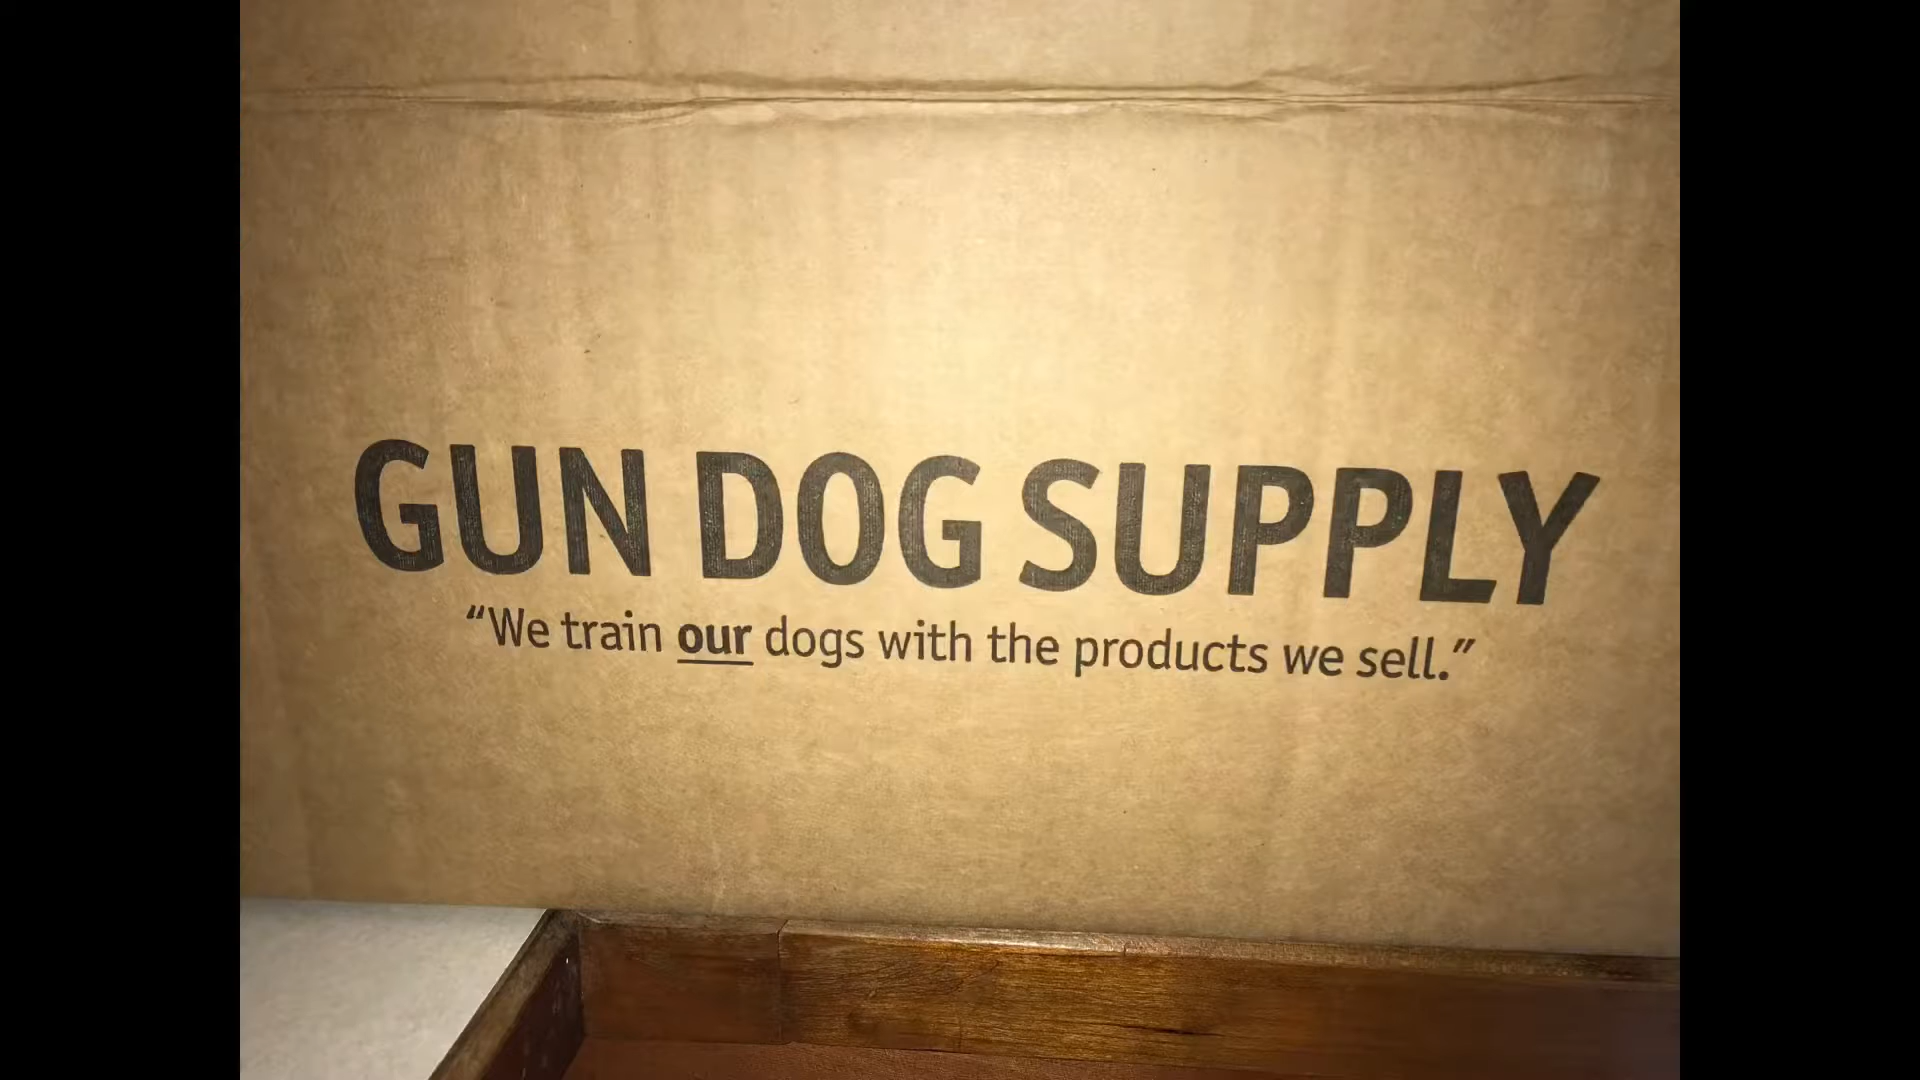 GUN DOG SUPPLY
“We train our dogs with the products we sell.”